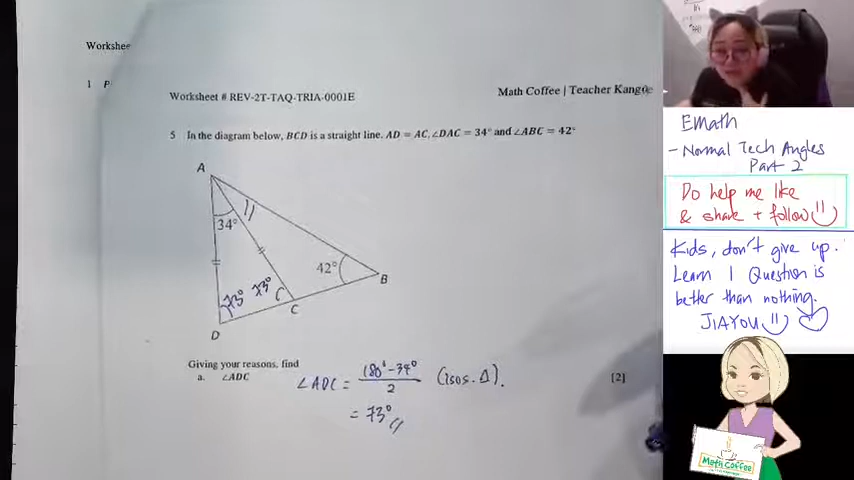 Workshee
1 P
Worksheet # REV-2T-TAQ-TRIA-0001E
Math Coffee | Teacher Kange
5 In the diagram below, BCD is a straight line. AD = AC, ∠DAC = 34° and ∠ABC = 42°
A
34°
42°
B
73° 73°
C
D
Giving your reasons, find
a. ∠ADC
∠ADC = 180° - 34° / 2 (isos. Δ).
= 73°
[2]
Emath
- Normal Tech Angles
Part 2
Do help me like
& share + follow
Kids, don't give up.
Learn 1 Question is
better than nothing.
JIAYOU
Math Coffee